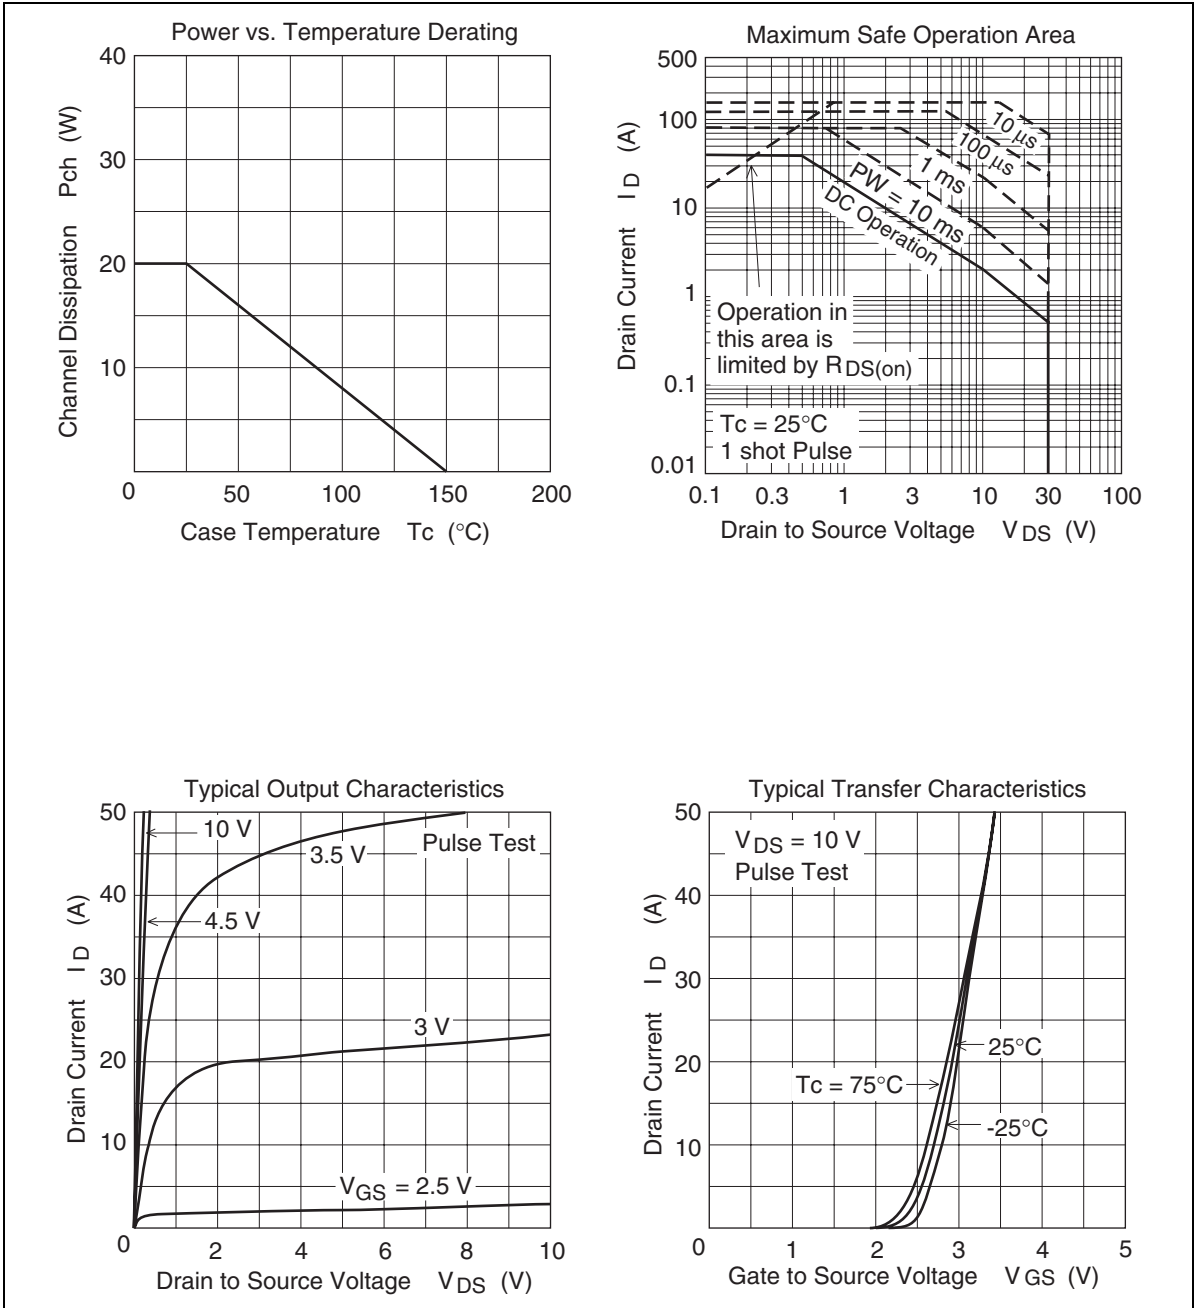 Power vs. Temperature Derating
40
30
20
10
0
50
100
150
200
Channel Dissipation Pch (W)
Case Temperature Tc (°C)
Maximum Safe Operation Area
500
100
10
1
0.1
0.01
0.1
0.3
1
3
10
30
100
Drain Current I D (A)
Drain to Source Voltage V DS (V)
10 µs
100 µs
1 ms
PW = 10 ms
DC Operation
Operation in
this area is
limited by R DS(on)
Tc = 25°C
1 shot Pulse
Typical Output Characteristics
50
40
30
20
10
0
2
4
6
8
10
Drain Current I D (A)
Drain to Source Voltage V DS (V)
10 V
4.5 V
3.5 V
Pulse Test
3 V
VGS = 2.5 V
Typical Transfer Characteristics
50
40
30
20
10
0
1
2
3
4
5
Drain Current I D (A)
Gate to Source Voltage V GS (V)
V DS = 10 V
Pulse Test
25°C
Tc = 75°C
-25°C